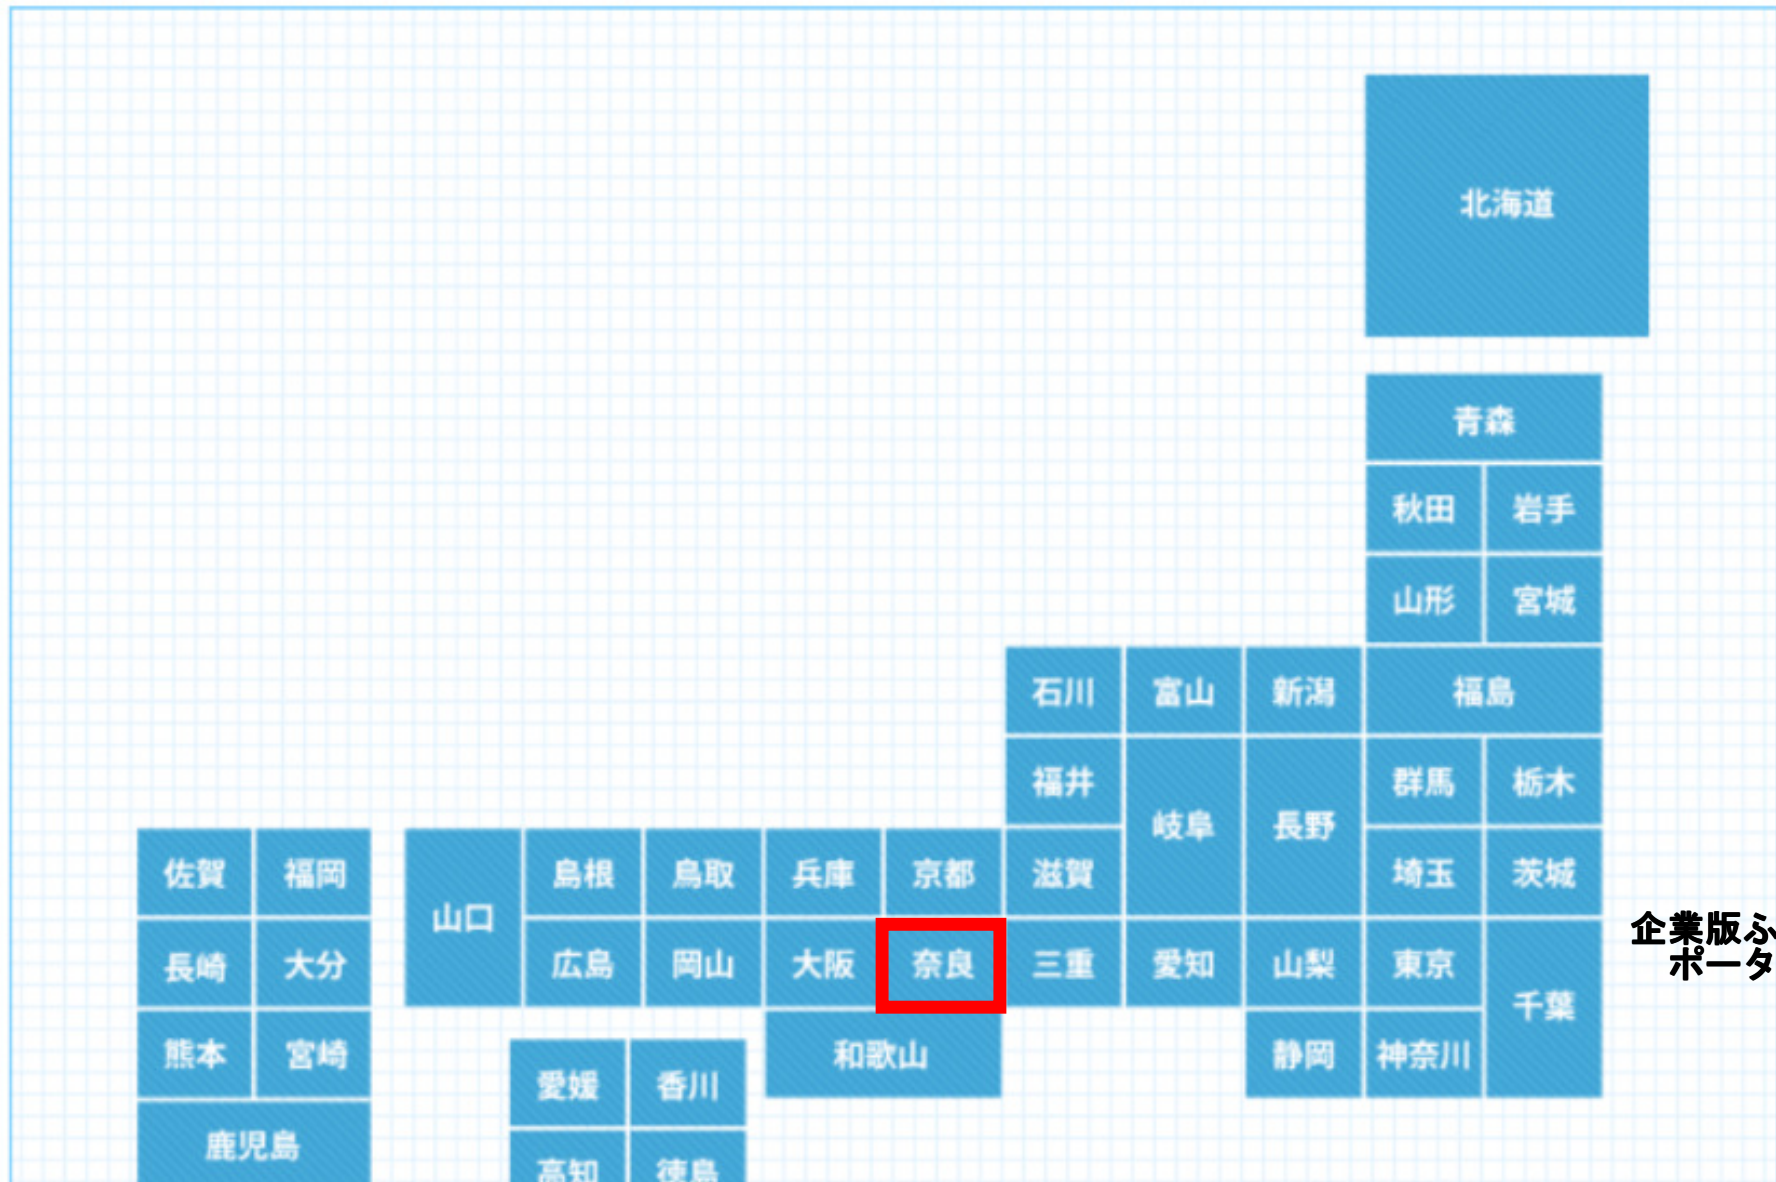 北海道
青森
秋田 岩手
山形 宮城
石川 富山 新潟 福島
福井 岐阜 長野 群馬 栃木
佐賀 福岡 山口 島根 鳥取 兵庫 京都 滋賀 埼玉 茨城
長崎 大分 広島 岡山 大阪 奈良 三重 愛知 山梨 東京 千葉
熊本 宮崎 愛媛 香川 和歌山 静岡 神奈川
鹿児島 高知 徳島
企業版ふ
ポータ